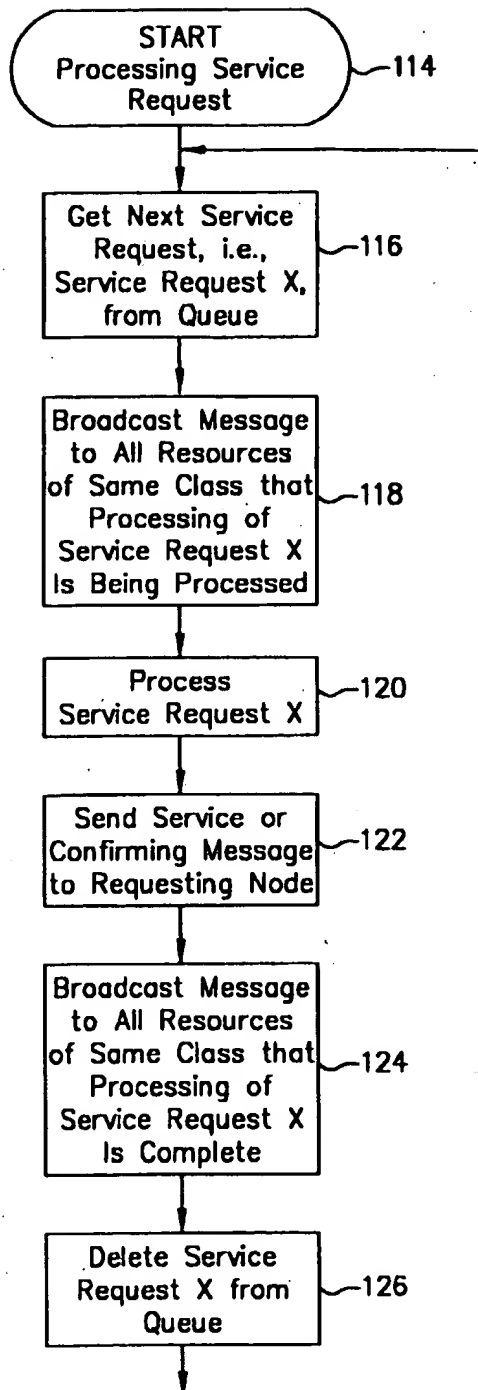 START
Processing Service
Request
114
Get Next Service
Request, i.e.,
Service Request X,
from Queue
116
Broadcast Message
to All Resources
of Same Class that
Processing of
Service Request X
Is Being Processed
118
Process
Service Request X
120
Send Service or
Confirming Message
to Requesting Node
122
Broadcast Message
to All Resources
of Same Class that
Processing of
Service Request X
Is Complete
124
Delete Service
Request X from
Queue
126